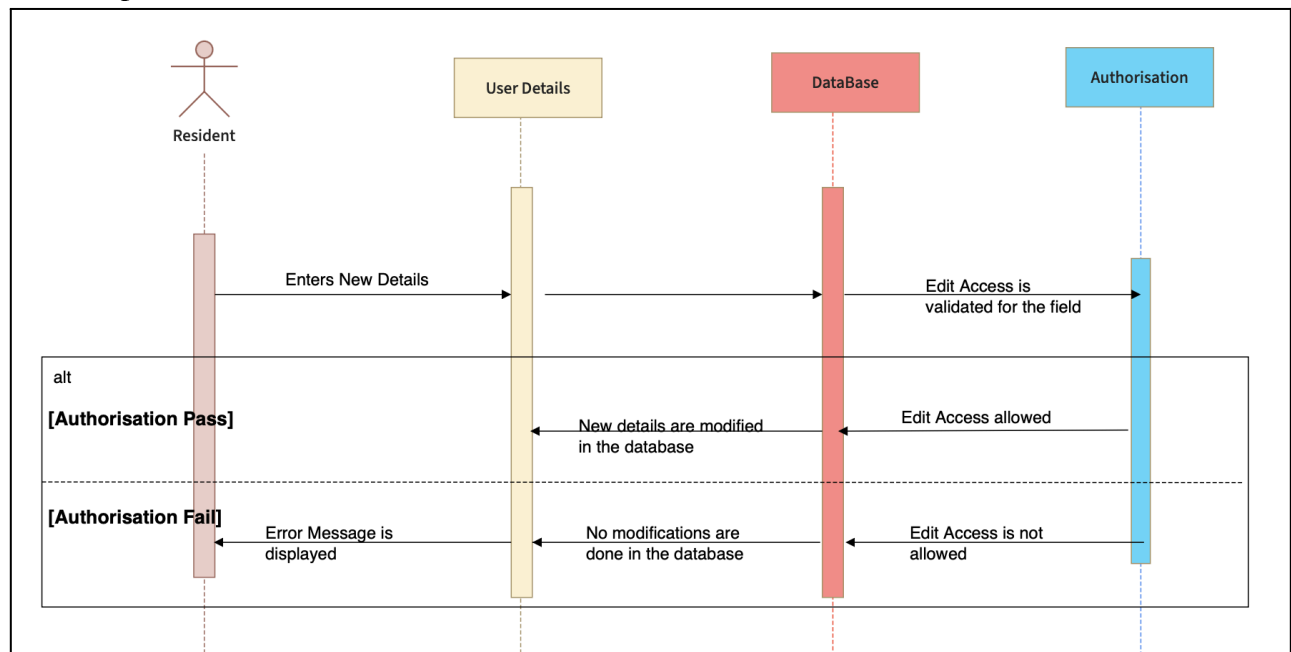 Resident
User Details
DataBase
Authorisation
Enters New Details
Edit Access is
validated for the field
alt
[Authorisation Pass]
New details are modified
in the database
Edit Access allowed
[Authorisation Fail]
Error Message is
displayed
No modifications are
done in the database
Edit Access is not
allowed